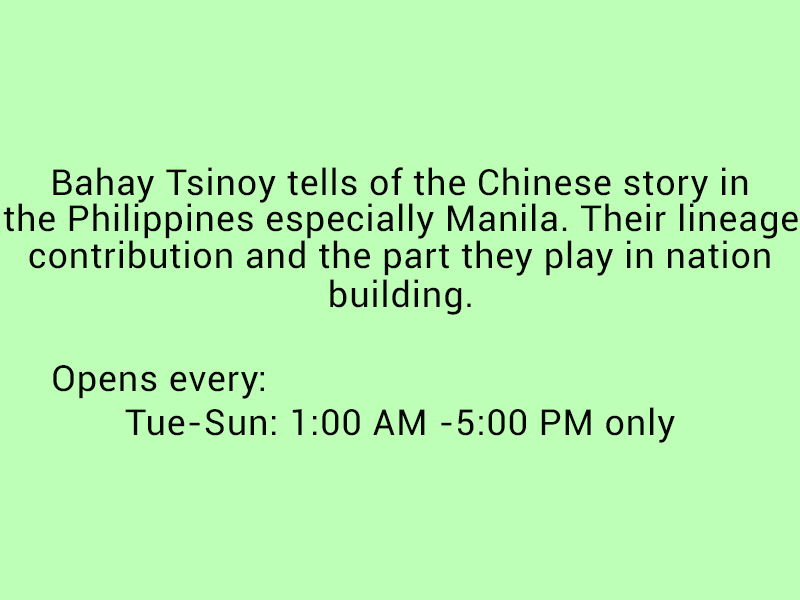 Bahay Tsinoy tells of the Chinese story in
the Philippines especially Manila. Their lineage
contribution and the part they play in nation
building.
Opens every:
Tue-Sun: 1:00 AM -5:00 PM only